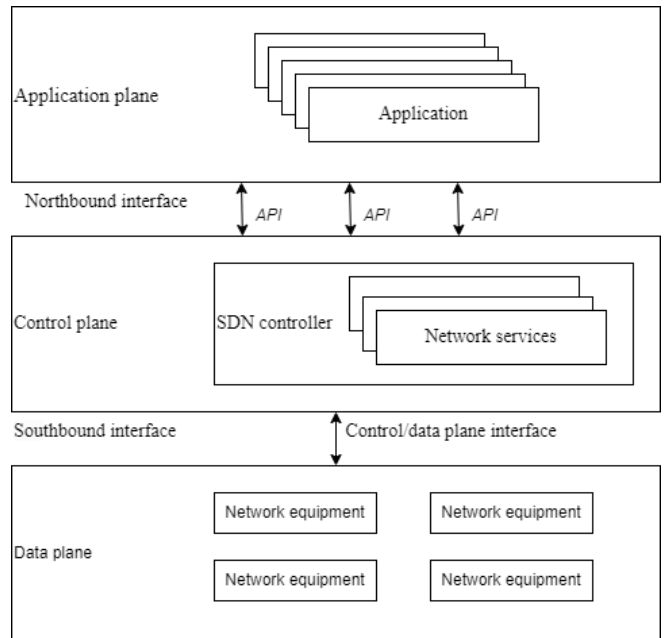 Application plane
Application
Northbound interface
API
API
API
Control plane
SDN controller
Network services
Southbound interface
Control/data plane interface
Network equipment
Network equipment
Data plane
Network equipment
Network equipment